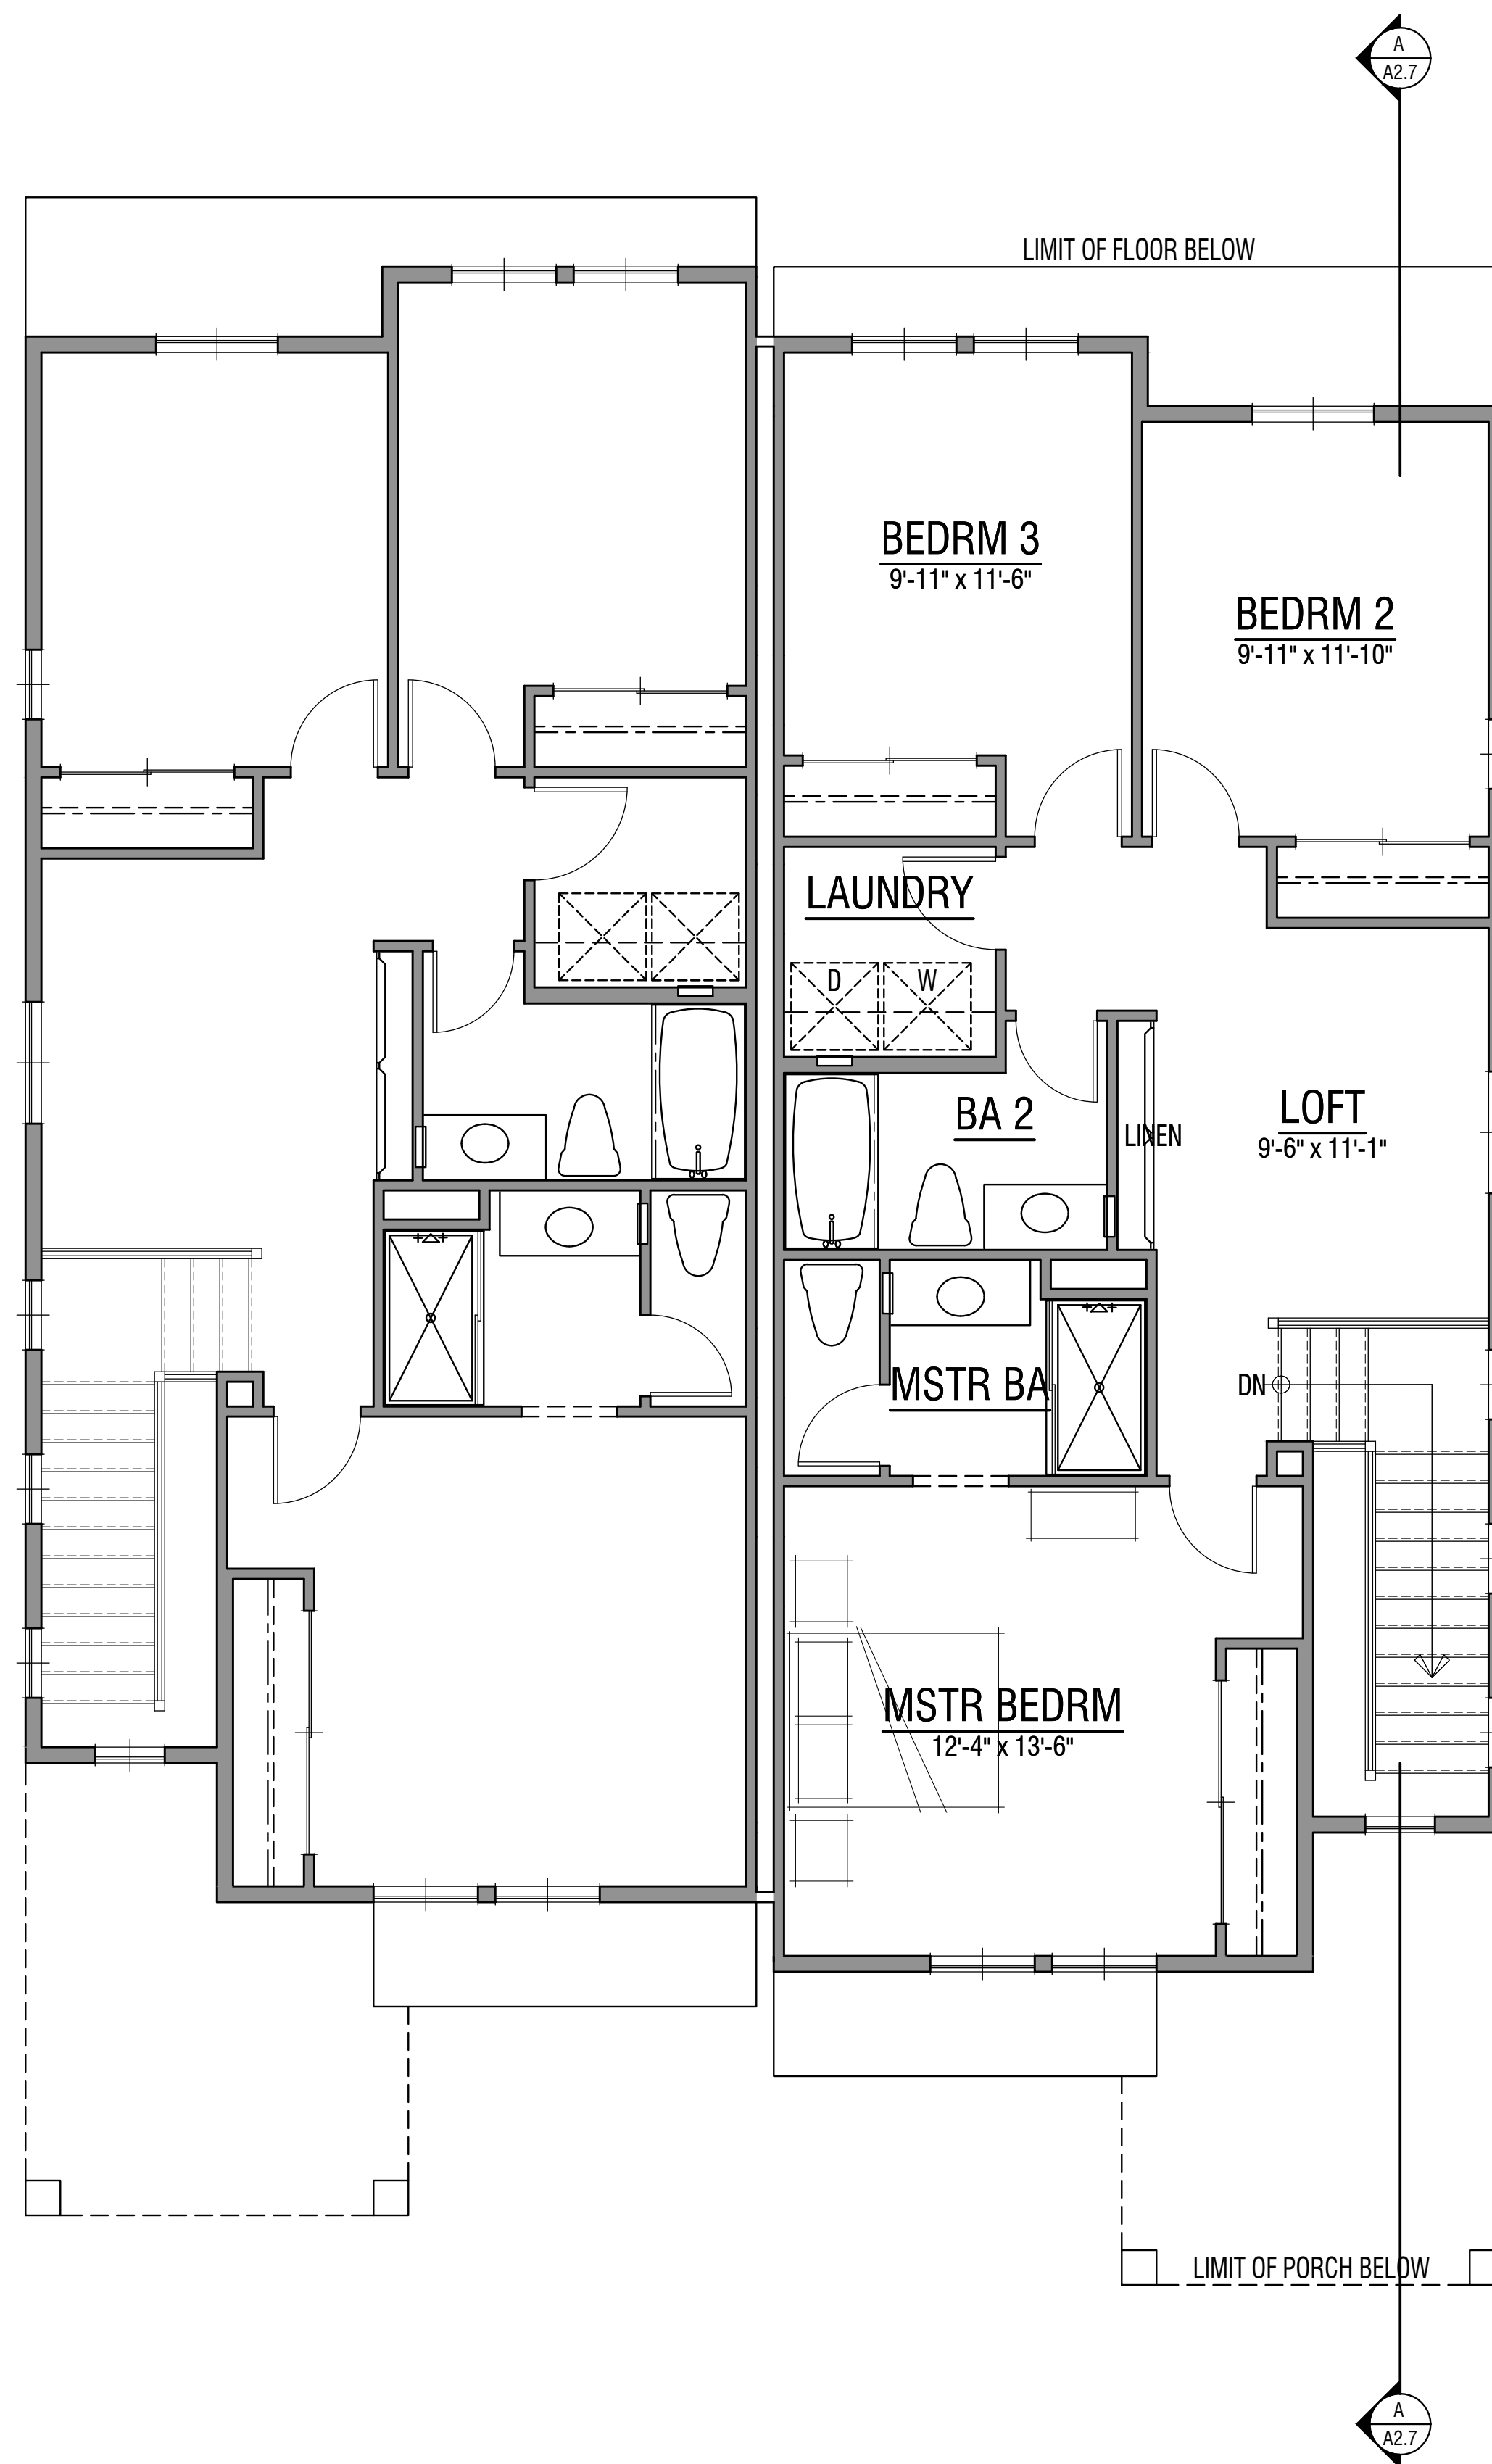 A
A2.7
LIMIT OF FLOOR BELOW
BEDRM 3
9'-11" x 11'-6"
BEDRM 2
9'-11" x 11'-10"
LAUNDRY
D
W
BA 2
LINEN
LOFT
9'-6" x 11'-1"
MSTR BA
DN
MSTR BEDRM
12'-4" x 13'-6"
LIMIT OF PORCH BELOW
A
A2.7